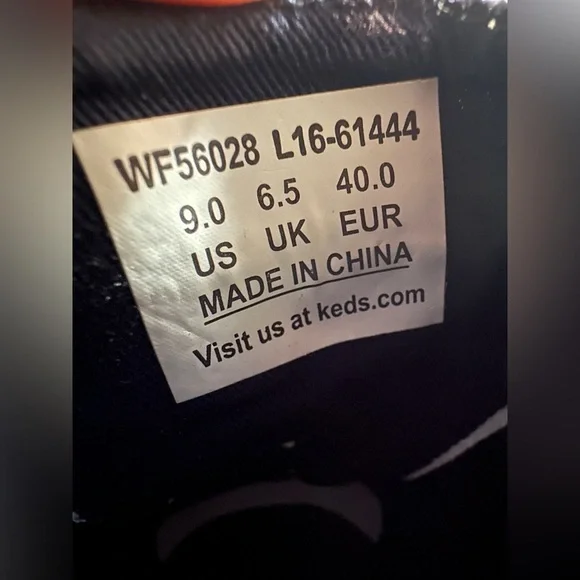 WF56028 L16-61444
9.0 6.5 40.0
US UK EUR
MADE IN CHINA
Visit us at keds.com